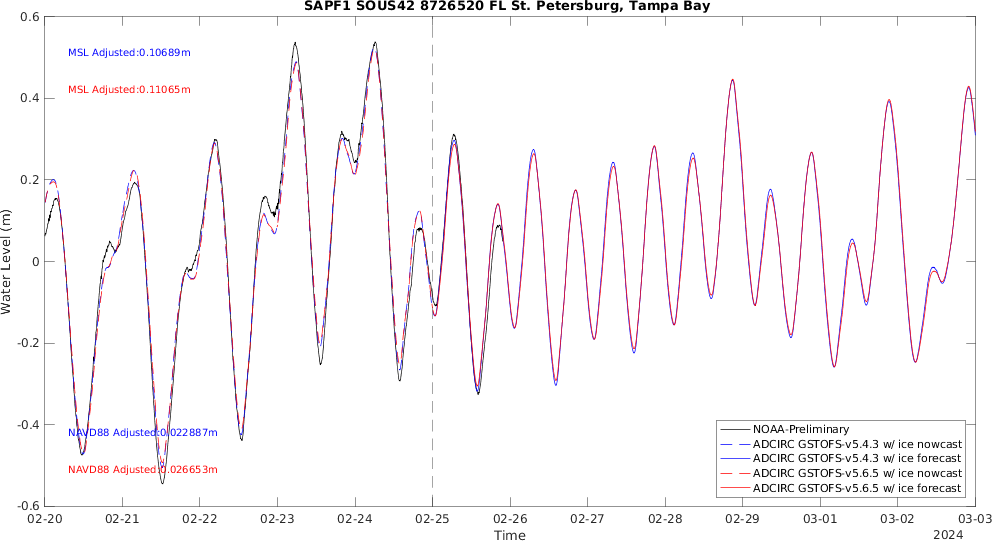 SAPF1 SOUS42 8726520 FL St. Petersburg, Tampa Bay
0.6
MSL Adjusted:0.10689m
MSL Adjusted:0.11065m
0.4
0.2
0
-0.2
-0.4
-0.6
Water Level (m)
NAVD88 Adjusted:0.022887m
NAVD88 Adjusted:0.026653m
NOAA-Preliminary
ADCIRC GSTOFS-v5.4.3 w/ ice nowcast
ADCIRC GSTOFS-v5.4.3 w/ ice forecast
ADCIRC GSTOFS-v5.6.5 w/ ice nowcast
ADCIRC GSTOFS-v5.6.5 w/ ice forecast
02-20 02-21 02-22 02-23 02-24 02-25 02-26 02-27 02-28 02-29 03-01 03-02 03-03
Time
2024